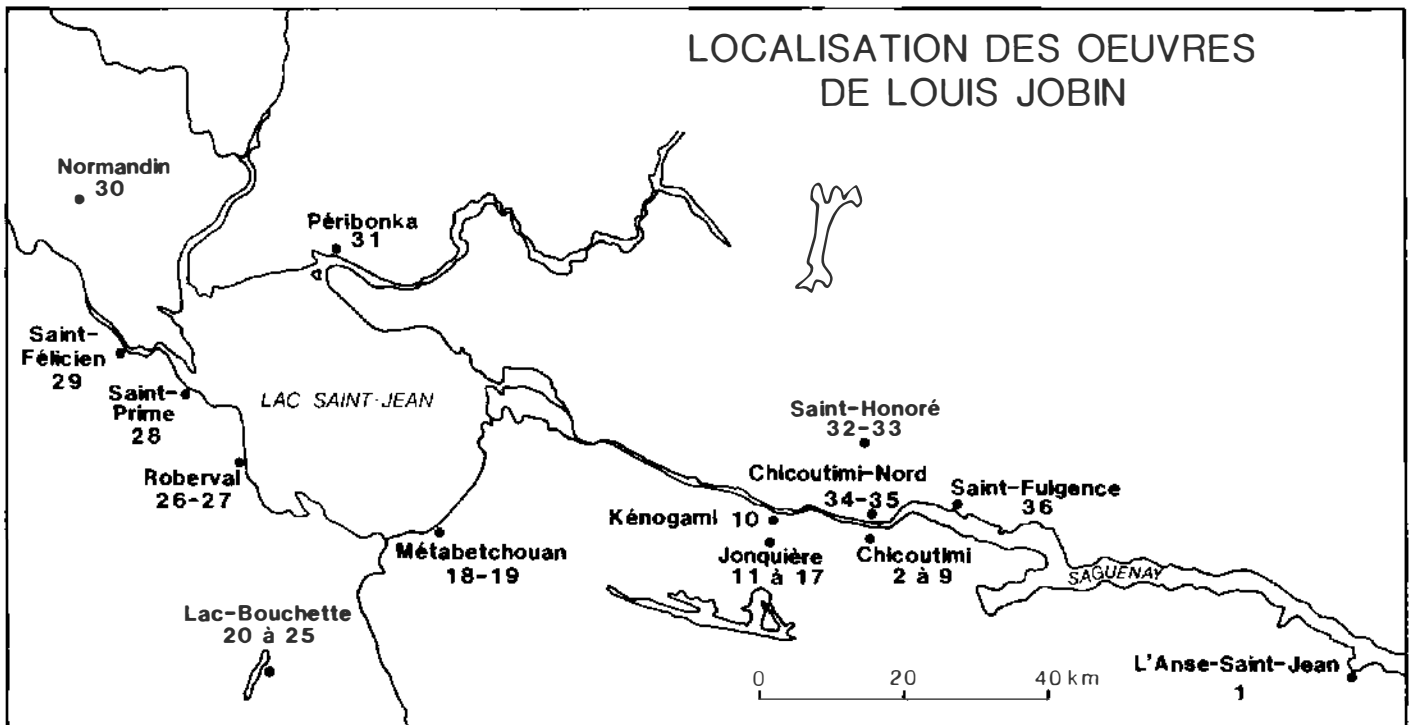 LOCALISATION DES OEUVRES
DE LOUIS JOBIN
Normandin
30
Péribonka
31
Saint-
Félicien
29
Saint-
Prime
28
LAC SAINT-JEAN
Roberval
26-27
Métabetchouan
18-19
Lac-Bouchette
20 à 25
Saint-Honoré
32-33
Chicoutimi-Nord
34-35
Saint-Fulgence
36
Kénogami 10
Jonquière
11 à 17
Chicoutimi
2 à 9
SAGUENAY
L'Anse-Saint-Jean
1
0 20 40 km